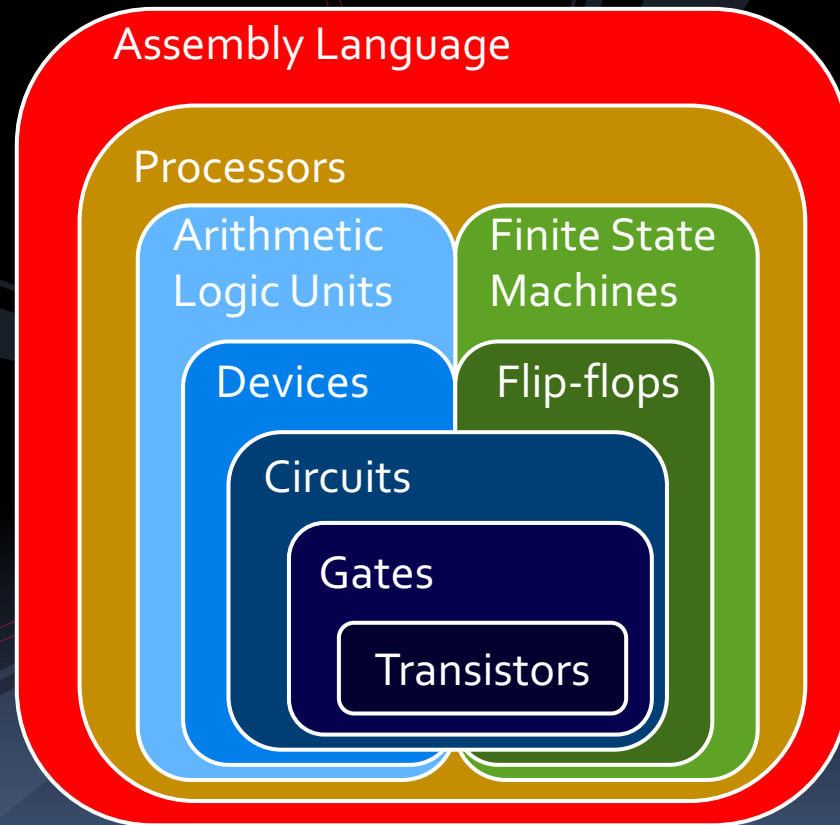 Assembly Language
Processors
Arithmetic
Logic Units
Finite State
Machines
Devices
Flip-flops
Circuits
Gates
Transistors